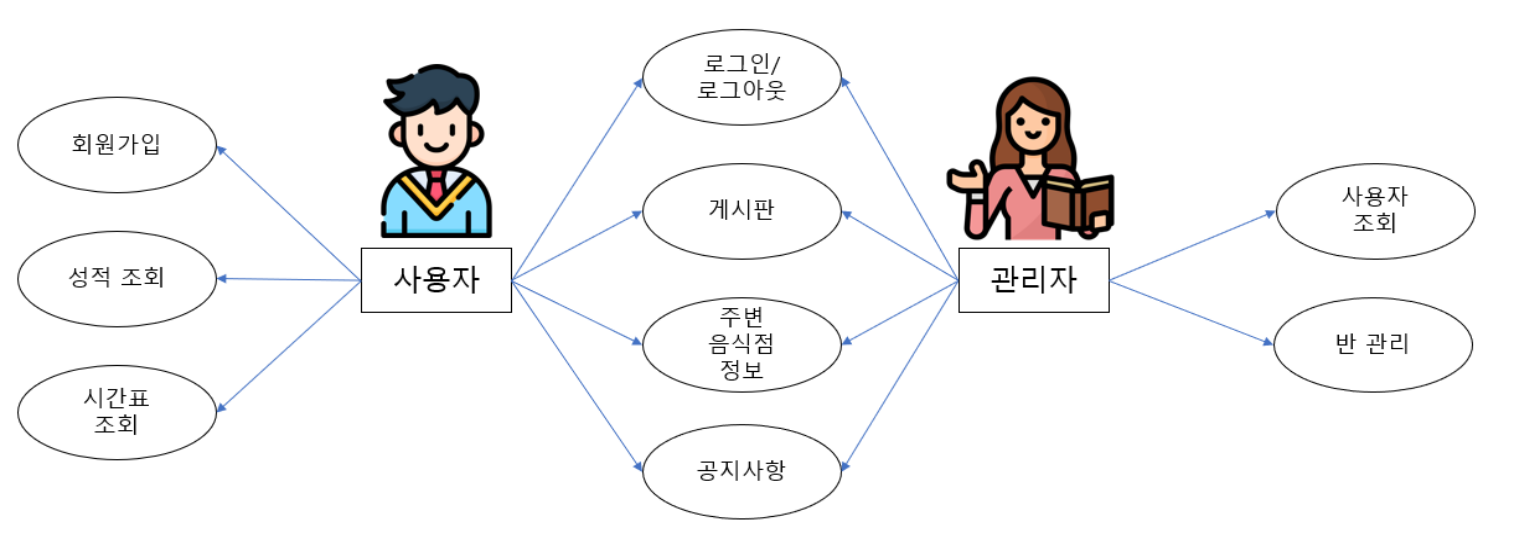 회원가입
성적 조회
시간표
조회
사용자
로그인/
로그아웃
게시판
주변
음식점
정보
공지사항
관리자
사용자
조회
반 관리